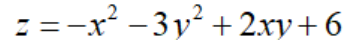 z = −x² − 3y² + 2xy + 6